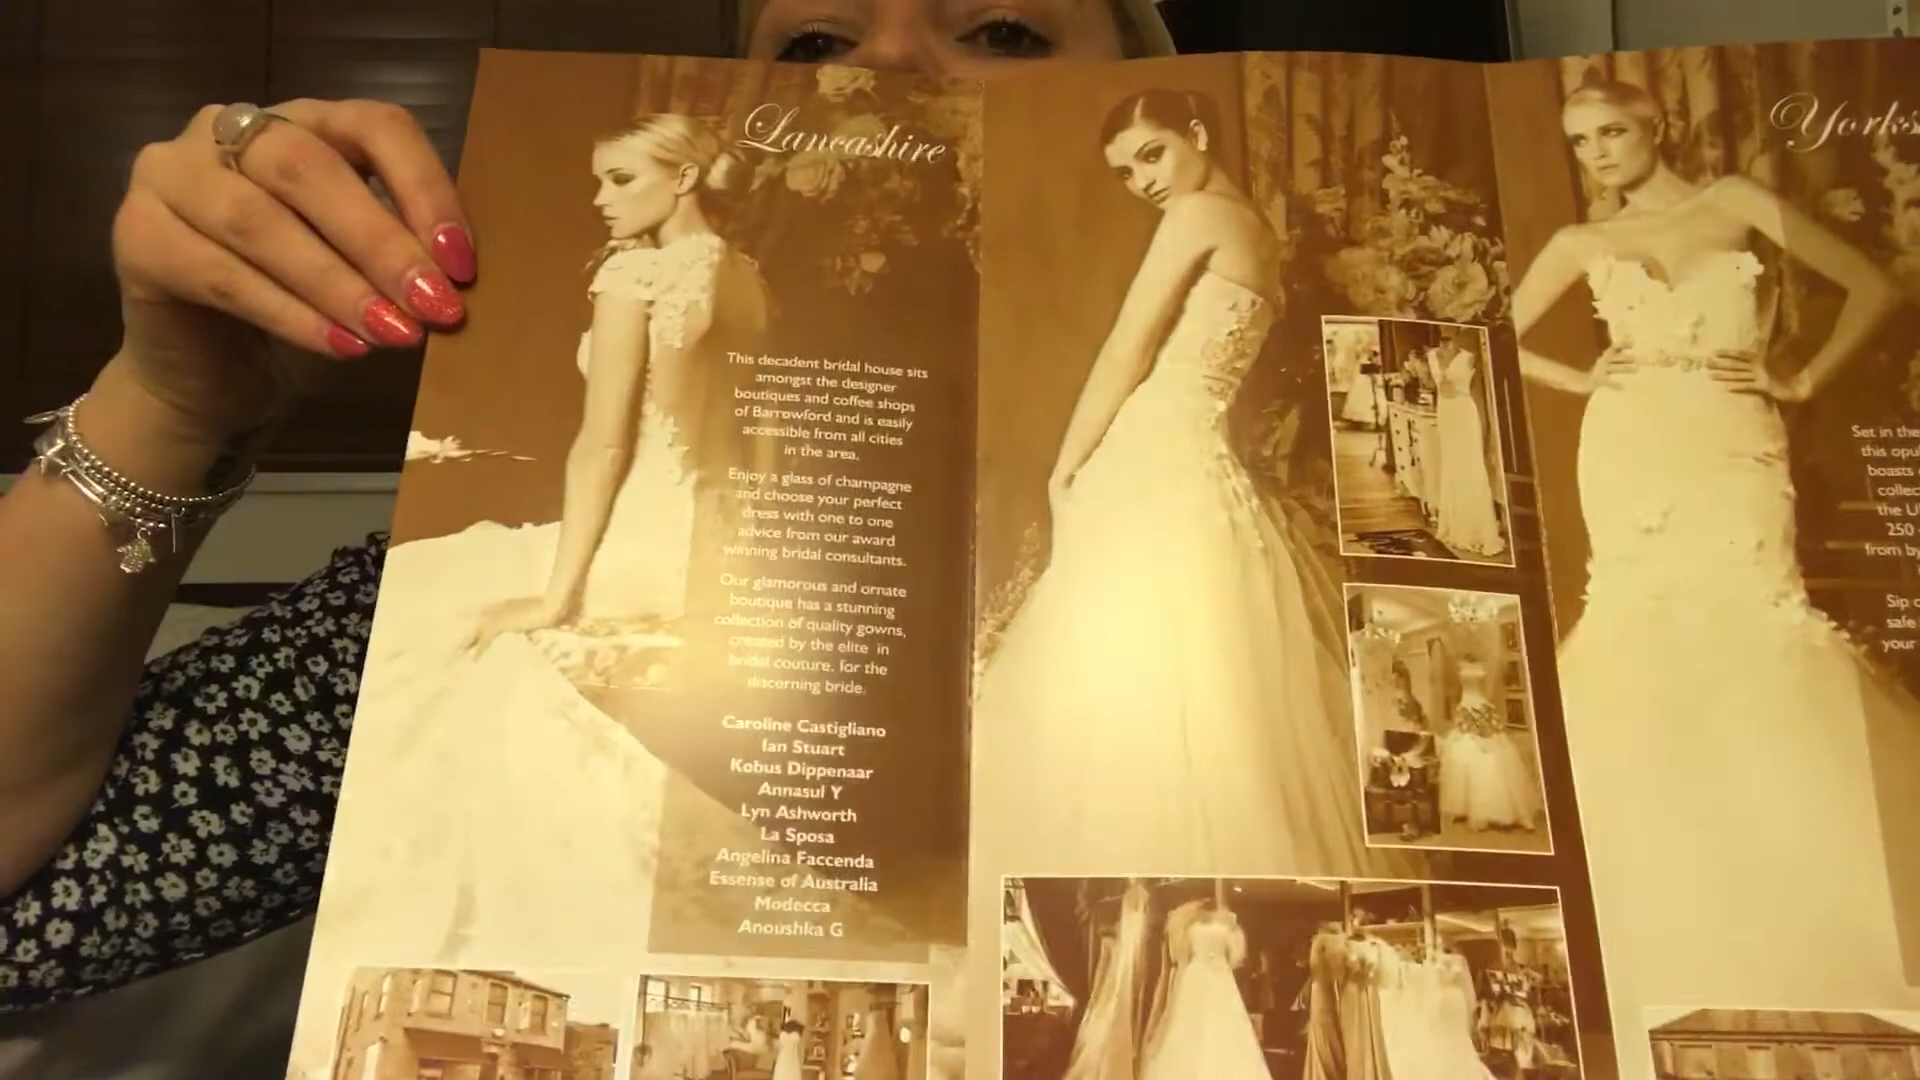 Lancashire
This decadent bridal house sits
amongst the designer
boutiques and coffee shops
of Barrowford and is easily
accessible from all cities
in the area.
Enjoy a glass of champagne
and choose your perfect
dress with one to one
advice from our award
winning bridal consultants.
Our glamorous and ornate
boutique has a stunning
collection of quality gowns,
created by the elite in
bridal couture, for the
discerning bride.
Caroline Castigliano
Ian Stuart
Kobus Dippenaar
Annasul Y
Lyn Ashworth
La Sposa
Angelina Faccenda
Essense of Australia
Modecca
Anoushka G
Yorks
Set in the
this opul
boasts
collec
the U
250
from by
Sip
safe
your